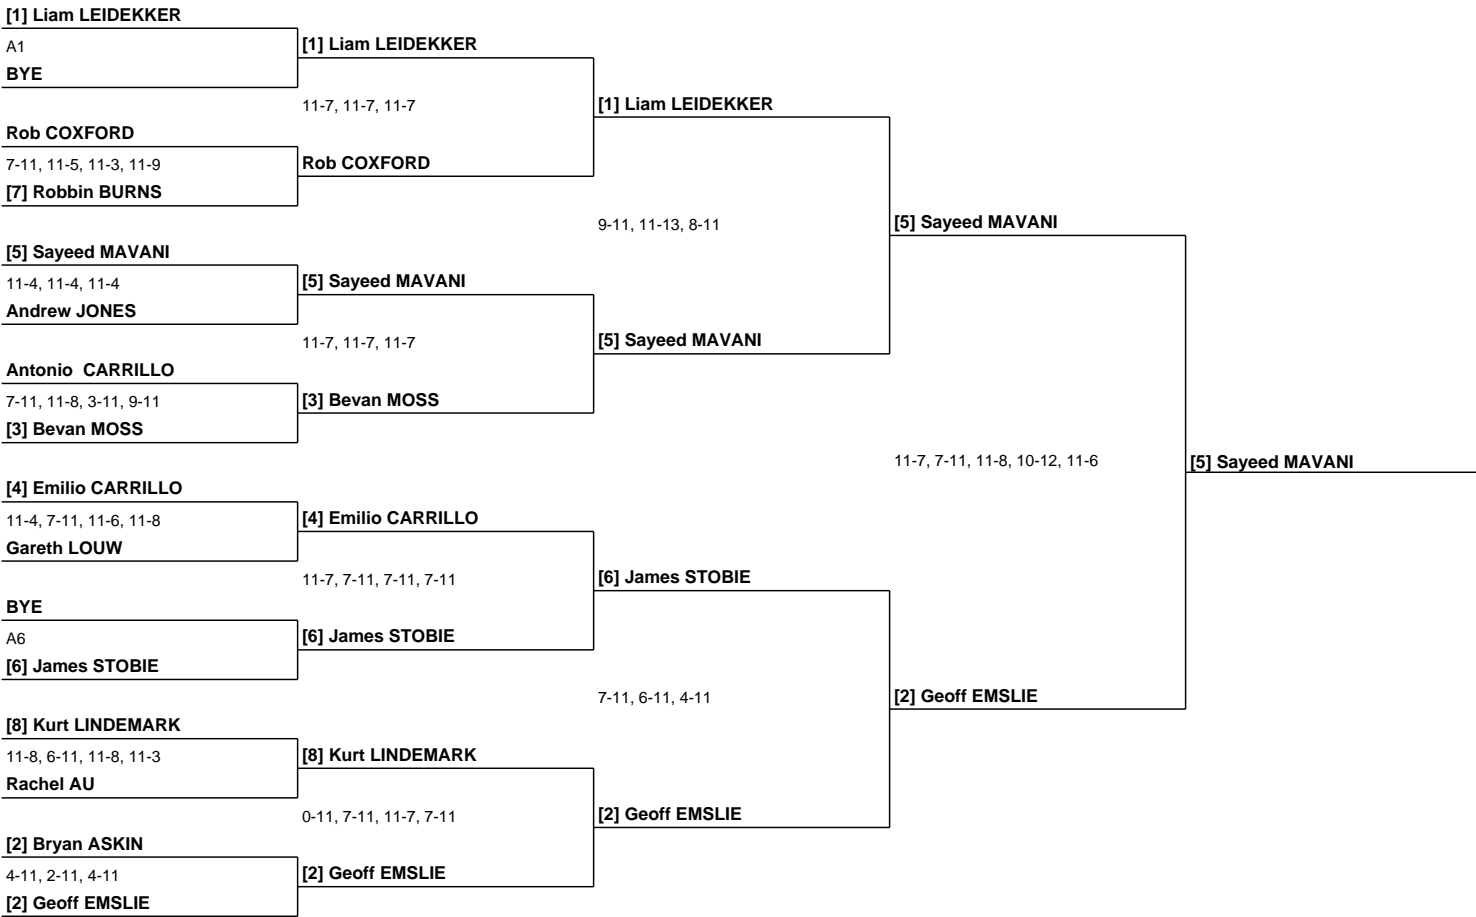 [1] Liam LEIDEKKER
A1
BYE
Rob COXFORD
7-11, 11-5, 11-3, 11-9
[7] Robbin BURNS
[5] Sayeed MAVANI
11-4, 11-4, 11-4
Andrew JONES
Antonio  CARRILLO
7-11, 11-8, 3-11, 9-11
[3] Bevan MOSS
[4] Emilio CARRILLO
11-4, 7-11, 11-6, 11-8
Gareth LOUW
BYE
A6
[6] James STOBIE
[8] Kurt LINDEMARK
11-8, 6-11, 11-8, 11-3
Rachel AU
[2] Bryan ASKIN
4-11, 2-11, 4-11
[2] Geoff EMSLIE
[1] Liam LEIDEKKER
11-7, 11-7, 11-7
Rob COXFORD
[5] Sayeed MAVANI
11-7, 11-7, 11-7
[3] Bevan MOSS
[4] Emilio CARRILLO
11-7, 7-11, 7-11, 7-11
[6] James STOBIE
[8] Kurt LINDEMARK
0-11, 7-11, 11-7, 7-11
[2] Geoff EMSLIE
[1] Liam LEIDEKKER
9-11, 11-13, 8-11
[5] Sayeed MAVANI
[6] James STOBIE
7-11, 6-11, 4-11
[2] Geoff EMSLIE
[5] Sayeed MAVANI
11-7, 7-11, 11-8, 10-12, 11-6
[2] Geoff EMSLIE
[5] Sayeed MAVANI